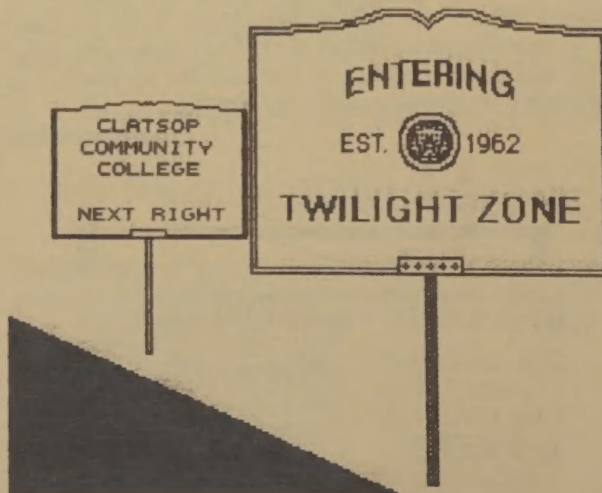 CLATSOP
COMMUNITY
COLLEGE
NEXT RIGHT
ENTERING
EST. 1962
TWILIGHT ZONE